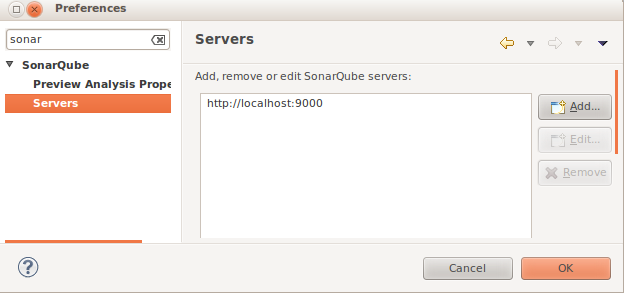 Preferences
sonar
SonarQube
Preview Analysis Prope
Servers
Servers
Add, remove or edit SonarQube servers:
http://localhost:9000
Add...
Edit...
Remove
Cancel
OK